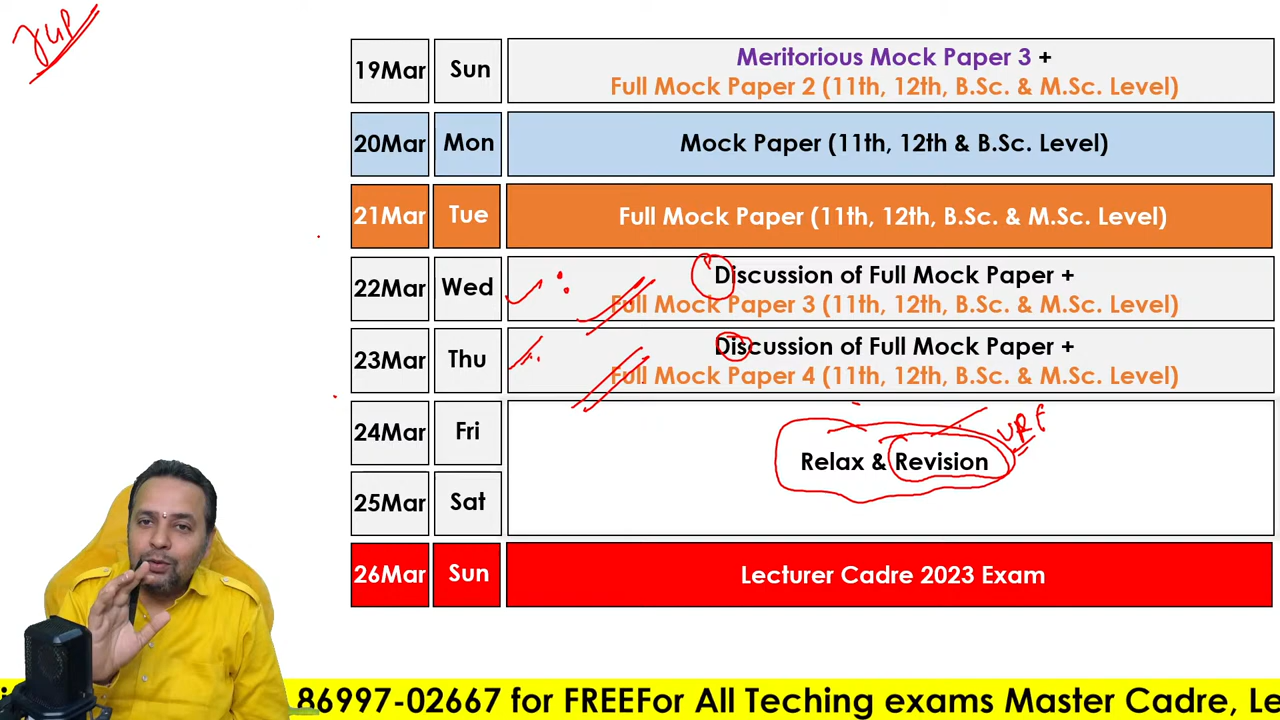 19Mar Sun Meritorious Mock Paper 3 +
Full Mock Paper 2 (11th, 12th, B.Sc. & M.Sc. Level)
20Mar Mon Mock Paper (11th, 12th & B.Sc. Level)
21Mar Tue Full Mock Paper (11th, 12th, B.Sc. & M.Sc. Level)
22Mar Wed Discussion of Full Mock Paper +
Full Mock Paper 3 (11th, 12th, B.Sc. & M.Sc. Level)
23Mar Thu Discussion of Full Mock Paper +
Full Mock Paper 4 (11th, 12th, B.Sc. & M.Sc. Level)
24Mar Fri
Relax & Revision
25Mar Sat
26Mar Sun Lecturer Cadre 2023 Exam
86997-02667 for FREEFor All Teching exams Master Cadre, Le